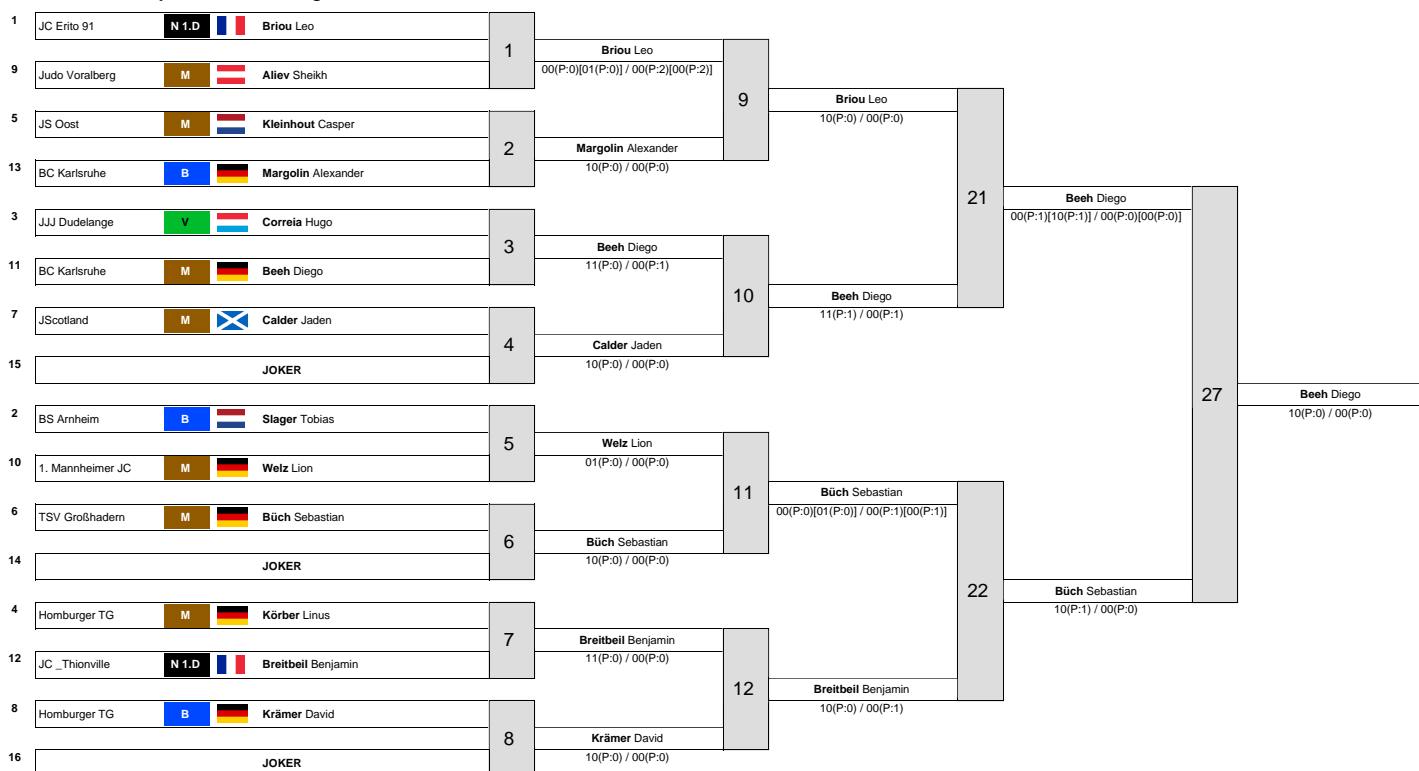 1 JC Erito 91 N 1.D Briou Leo
9 Judo Voralberg M Aliev Sheikh
5 JS Oost M Kleinhout Casper
13 BC Karlsruhe B Margolin Alexander
3 JJJ Dudelange V Correia Hugo
11 BC Karlsruhe M Beeh Diego
7 JScotland M Calder Jaden
15 JOKER
2 BS Arnheim B Slager Tobias
10 1. Mannheimer JC M Welz Lion
6 TSV Großhadern M Büch Sebastian
14 JOKER
4 Homburger TG M Körber Linus
12 JC _Thionville N 1.D Breitbeil Benjamin
8 Homburger TG B Krämer David
16 JOKER
1
2
3
4
5
6
7
8
Briou Leo
00(P:0)[01(P:0)] / 00(P:2)[00(P:2)]
Margolin Alexander
10(P:0) / 00(P:0)
Beeh Diego
11(P:0) / 00(P:1)
Calder Jaden
10(P:0) / 00(P:0)
Welz Lion
01(P:0) / 00(P:0)
Büch Sebastian
10(P:0) / 00(P:0)
Breitbeil Benjamin
11(P:0) / 00(P:0)
Krämer David
10(P:0) / 00(P:0)
9
10
11
12
Briou Leo
10(P:0) / 00(P:0)
Beeh Diego
11(P:1) / 00(P:1)
Büch Sebastian
00(P:0)[01(P:0)] / 00(P:1)[00(P:1)]
Breitbeil Benjamin
10(P:0) / 00(P:1)
21
22
Beeh Diego
00(P:1)[10(P:1)] / 00(P:0)[00(P:0)]
Büch Sebastian
10(P:1) / 00(P:0)
27
Beeh Diego
10(P:0) / 00(P:0)